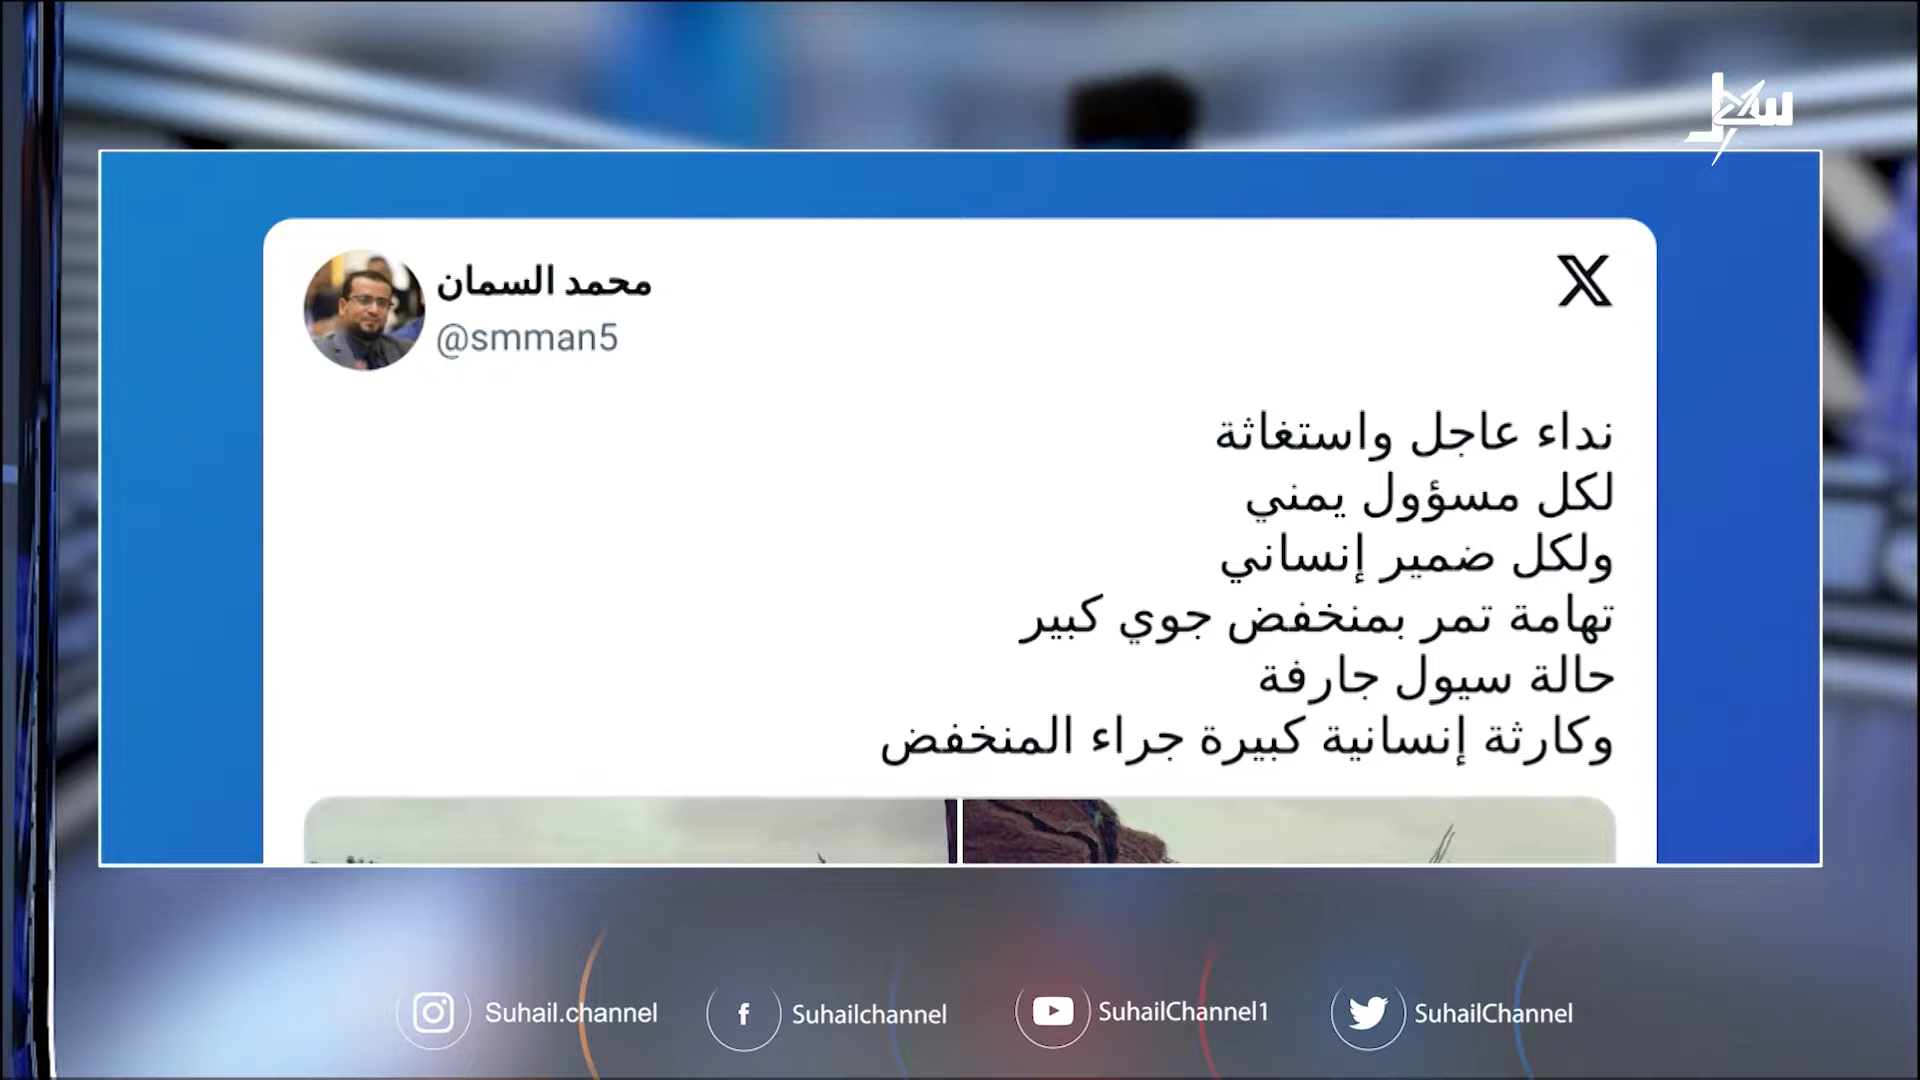 سهيل
محمد السمان
@smman5
نداء عاجل واستغاثة
لكل مسؤول يمني
ولكل ضمير إنساني
تهامة تمر بمنخفض جوي كبير
حالة سيول جارفة
وكارثة إنسانية كبيرة جراء المنخفض
Suhail.channel
Suhailchannel
SuhailChannel1
SuhailChannel